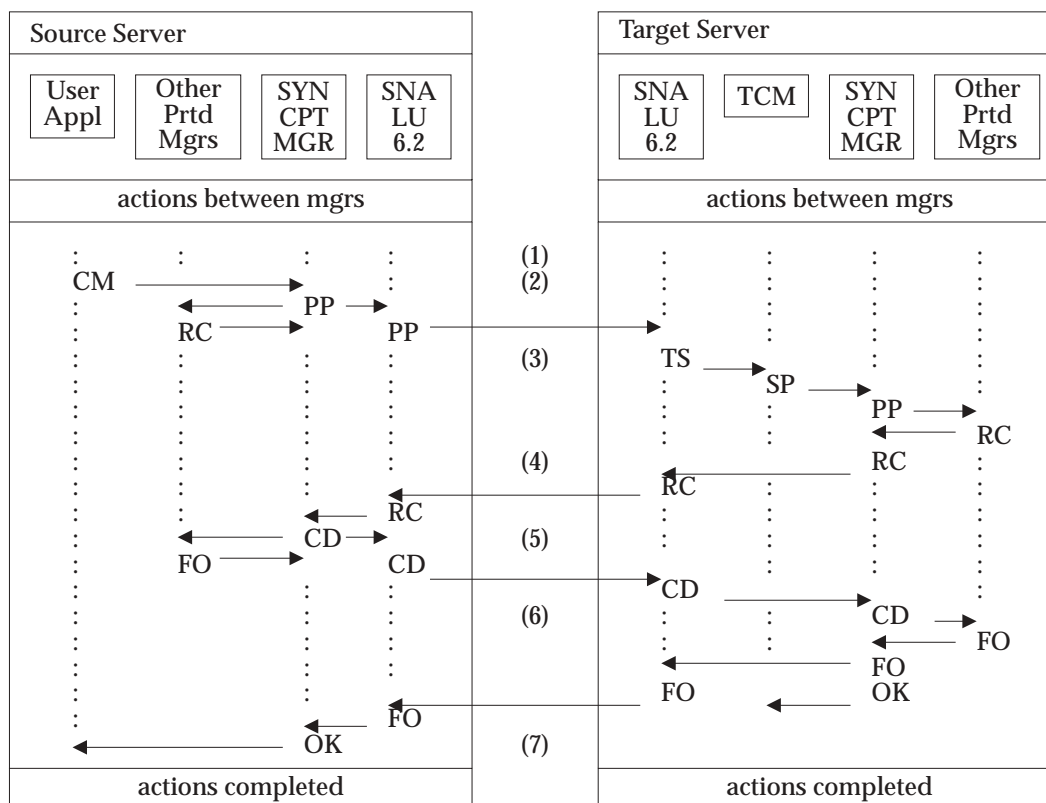 Source Server
Target Server
User Appl
Other Prtd Mgrs
SYN CPT MGR
SNA LU 6.2
SNA LU 6.2
TCM
SYN CPT MGR
Other Prtd Mgrs
actions between mgrs
actions between mgrs
(1)
CM (2)
PP
RC PP
(3) TS
SP
PP
RC
(4) RC
RC
RC
CD (5)
FO CD
CD
(6) CD
FO
FO
FO OK
FO
OK (7)
actions completed
actions completed